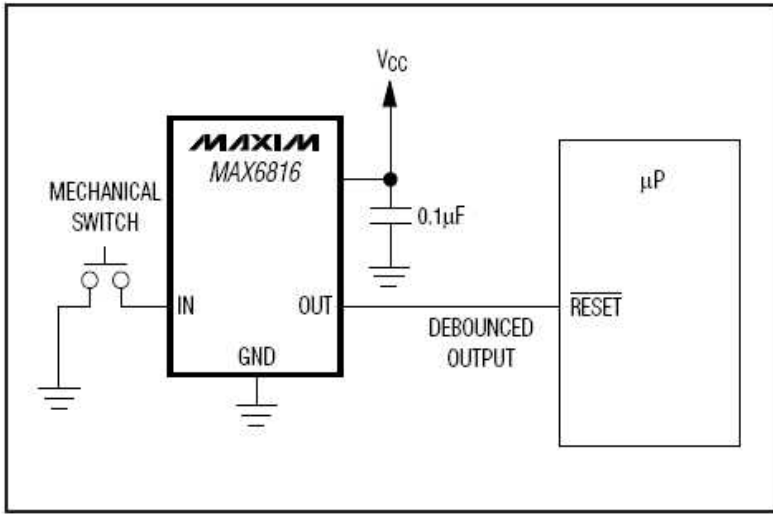 VCC
MAXIM
MAX6816
MECHANICAL
SWITCH
0.1µF
µP
IN
OUT
RESET
DEBOUNCED
OUTPUT
GND